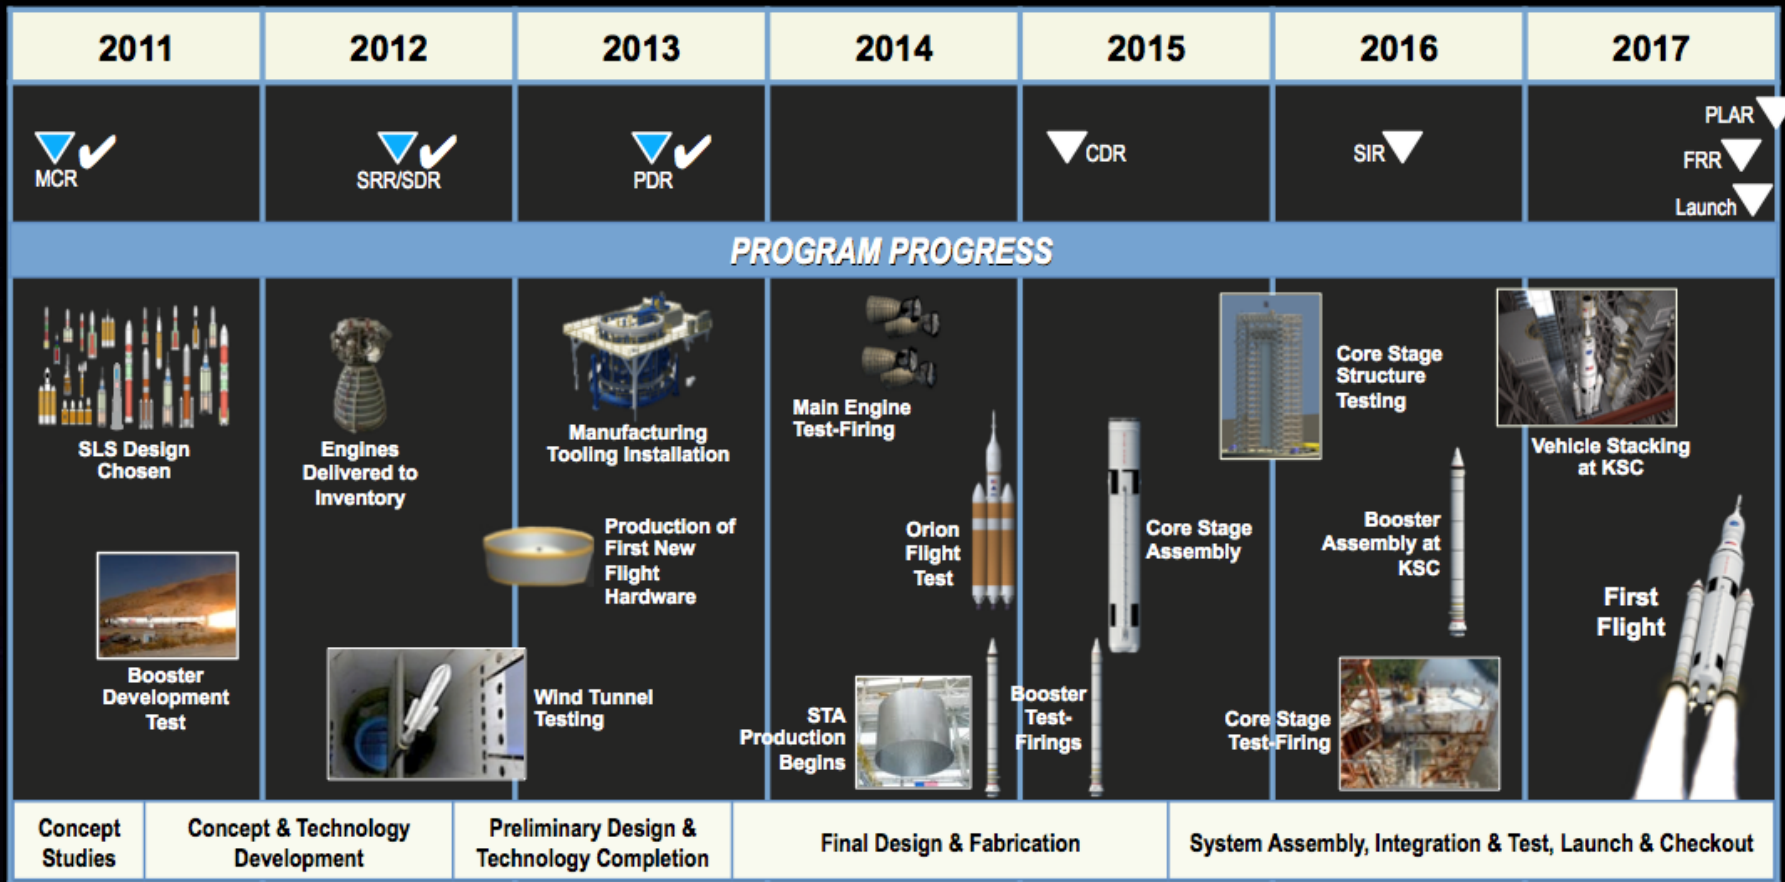 2011
2012
2013
2014
2015
2016
2017
MCR
SRR/SDR
PDR
CDR
SIR
PLAR
FRR
Launch
PROGRAM PROGRESS
SLS Design
Chosen
Booster
Development
Test
Engines
Delivered to
Inventory
Manufacturing
Tooling Installation
Production of
First New
Flight
Hardware
Wind Tunnel
Testing
Main Engine
Test-Firing
Orion
Flight
Test
STA
Production
Begins
Booster
Test-
Firings
Core Stage
Assembly
Core Stage
Structure
Testing
Booster
Assembly at
KSC
Core Stage
Test-Firing
Vehicle Stacking
at KSC
First
Flight
Concept
Studies
Concept & Technology
Development
Preliminary Design &
Technology Completion
Final Design & Fabrication
System Assembly, Integration & Test, Launch & Checkout